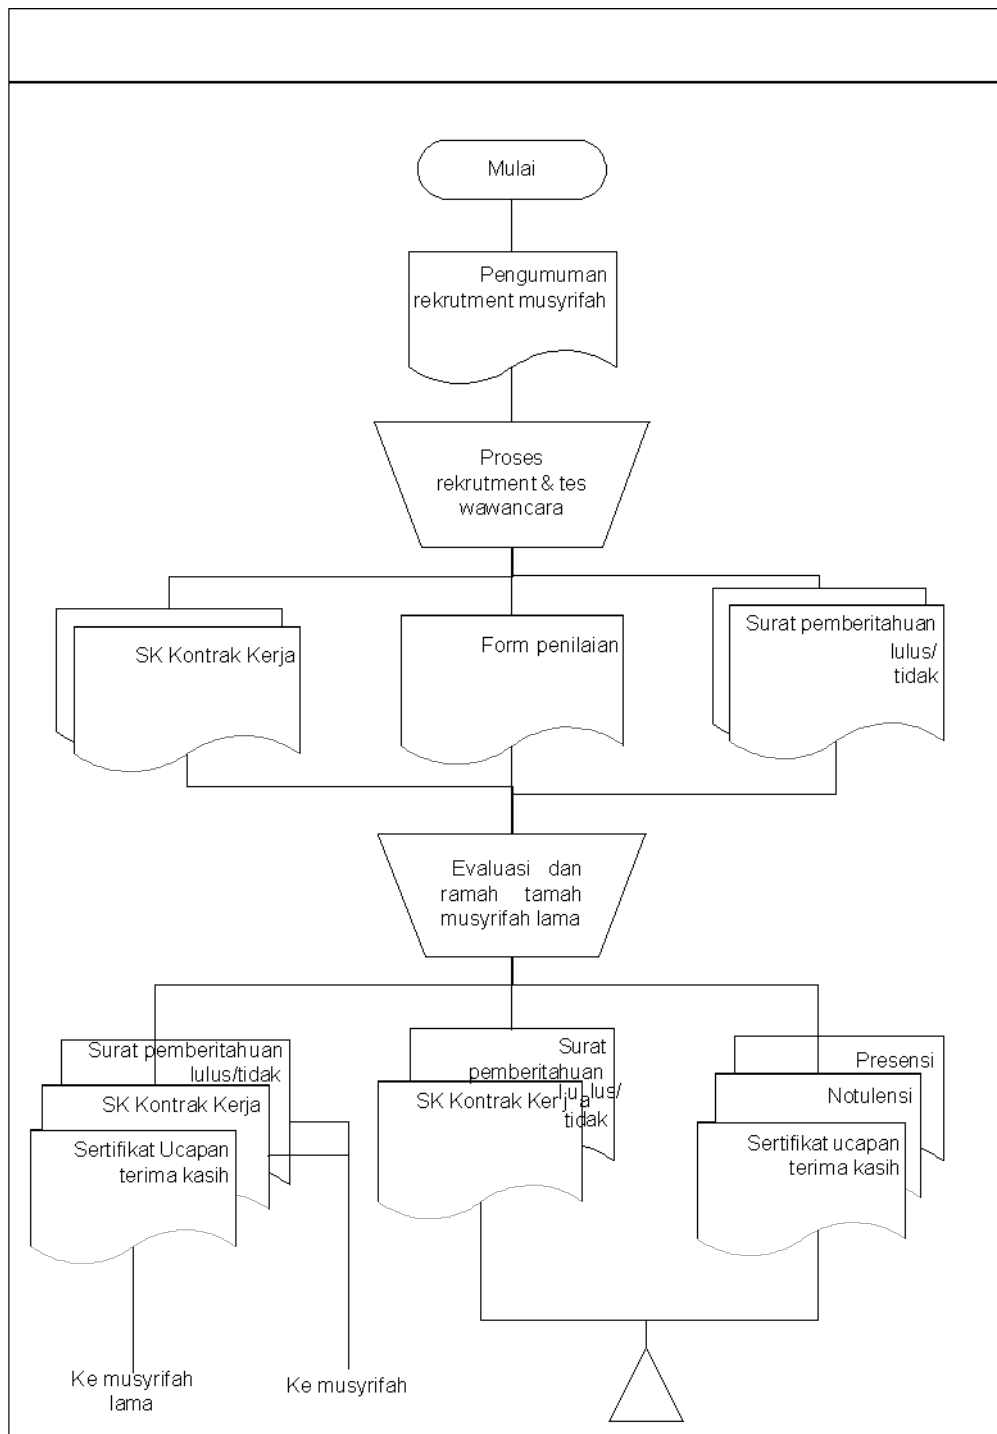 Mulai
Pengumuman
rekrutment musyrifah
Proses
rekrutment & tes
wawancara
SK Kontrak Kerja
Form penilaian
Surat pemberitahuan
lulus/
tidak
Evaluasi dan
ramah tamah
musyrifah lama
Surat pemberitahuan
lulus/tidak
SK Kontrak Kerja
Sertifikat Ucapan
terima kasih
Surat
pemberitahuan
lulus/
tidak
SK Kontrak Kerja
Presensi
Notulensi
Sertifikat ucapan
terima kasih
Ke musyrifah
lama
Ke musyrifah